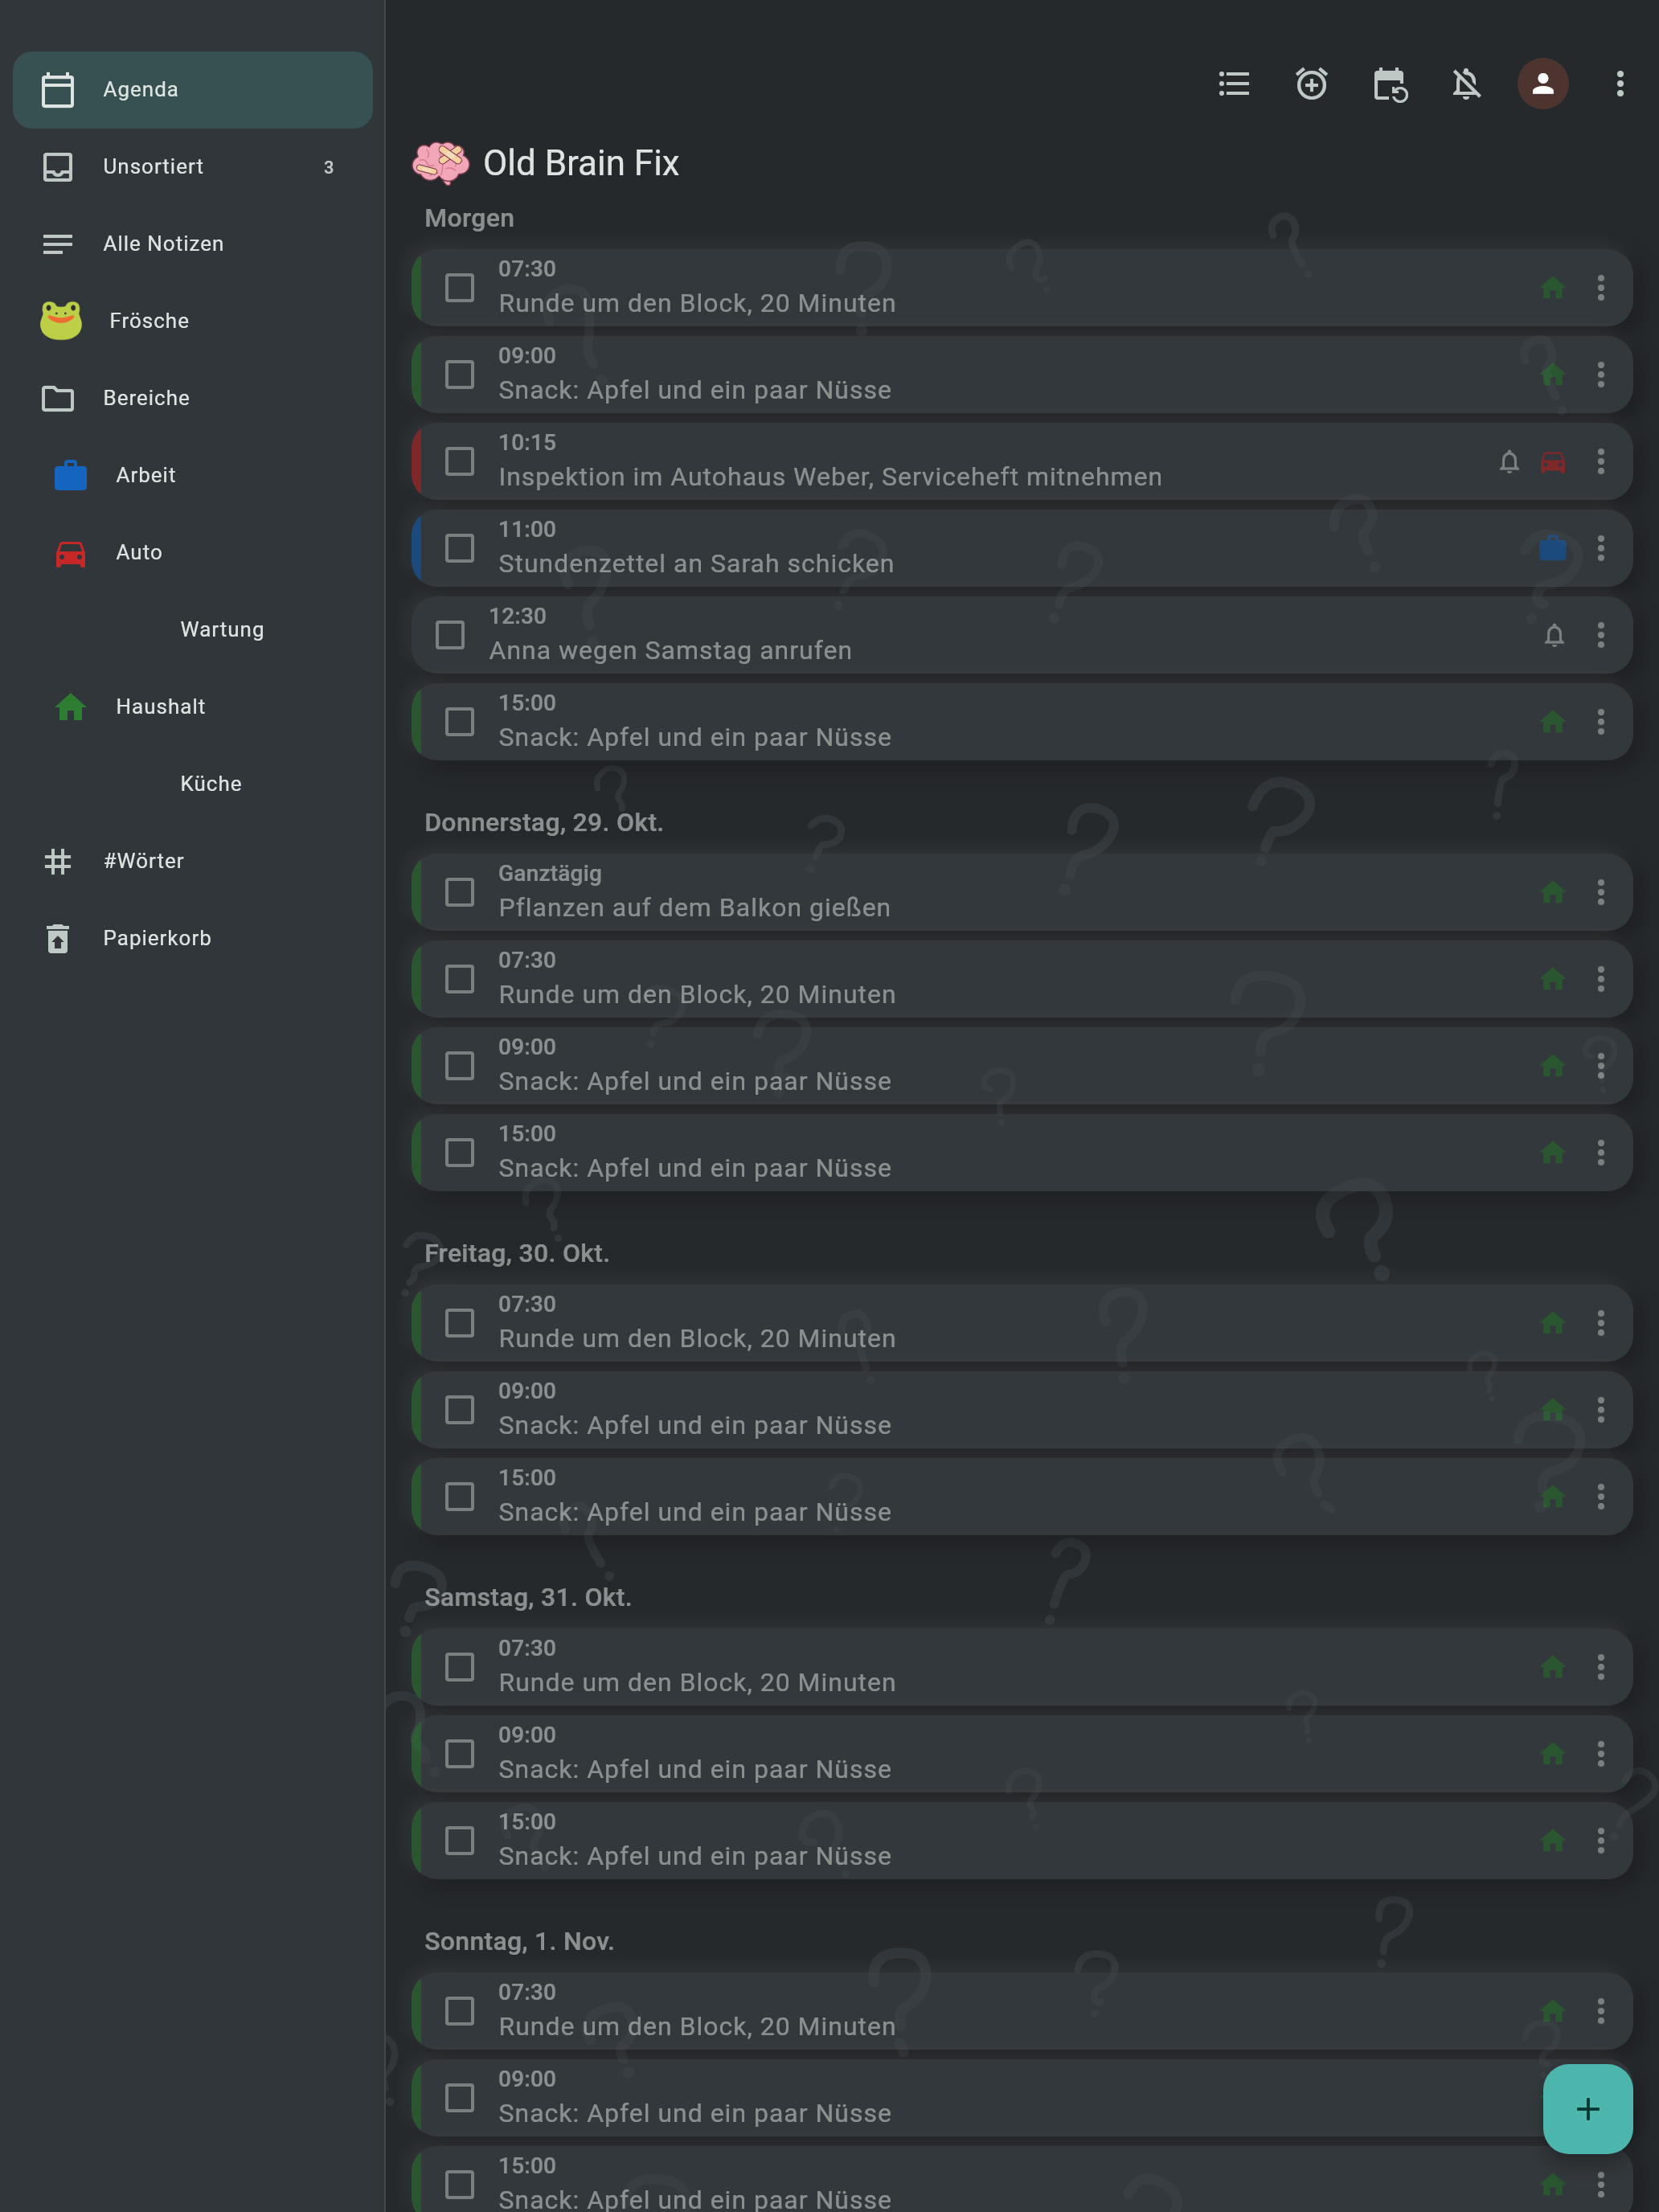 Agenda
Unsortiert 3
Alle Notizen
Frösche
Bereiche
Arbeit
Auto
Wartung
Haushalt
Küche
#Wörter
Papierkorb
Old Brain Fix
Morgen
07:30
Runde um den Block, 20 Minuten
09:00
Snack: Apfel und ein paar Nüsse
10:15
Inspektion im Autohaus Weber, Serviceheft mitnehmen
11:00
Stundenzettel an Sarah schicken
12:30
Anna wegen Samstag anrufen
15:00
Snack: Apfel und ein paar Nüsse
Donnerstag, 29. Okt.
Ganztägig
Pflanzen auf dem Balkon gießen
07:30
Runde um den Block, 20 Minuten
09:00
Snack: Apfel und ein paar Nüsse
15:00
Snack: Apfel und ein paar Nüsse
Freitag, 30. Okt.
07:30
Runde um den Block, 20 Minuten
09:00
Snack: Apfel und ein paar Nüsse
15:00
Snack: Apfel und ein paar Nüsse
Samstag, 31. Okt.
07:30
Runde um den Block, 20 Minuten
09:00
Snack: Apfel und ein paar Nüsse
15:00
Snack: Apfel und ein paar Nüsse
Sonntag, 1. Nov.
07:30
Runde um den Block, 20 Minuten
09:00
Snack: Apfel und ein paar Nüsse
15:00
Snack: Apfel und ein paar Nüsse